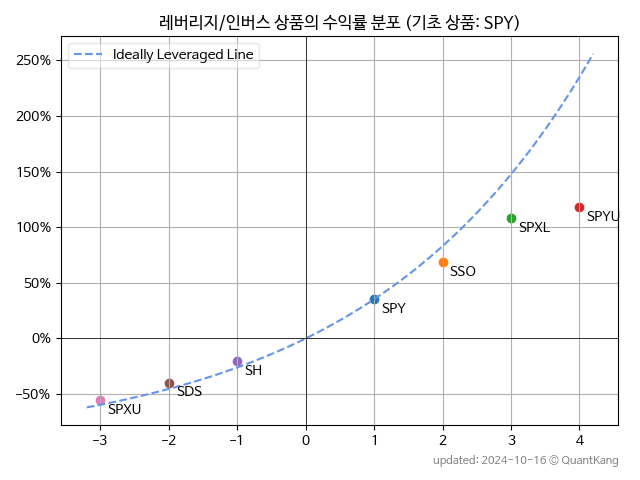 레버리지/인버스 상품의 수익률 분포 (기초 상품: SPY)
Ideally Leveraged Line
250%
200%
150%
100%
50%
0%
−50%
SPYU
SPXL
SSO
SPY
SH
SDS
SPXU
−3 −2 −1 0 1 2 3 4
updated: 2024-10-16 © QuantKang